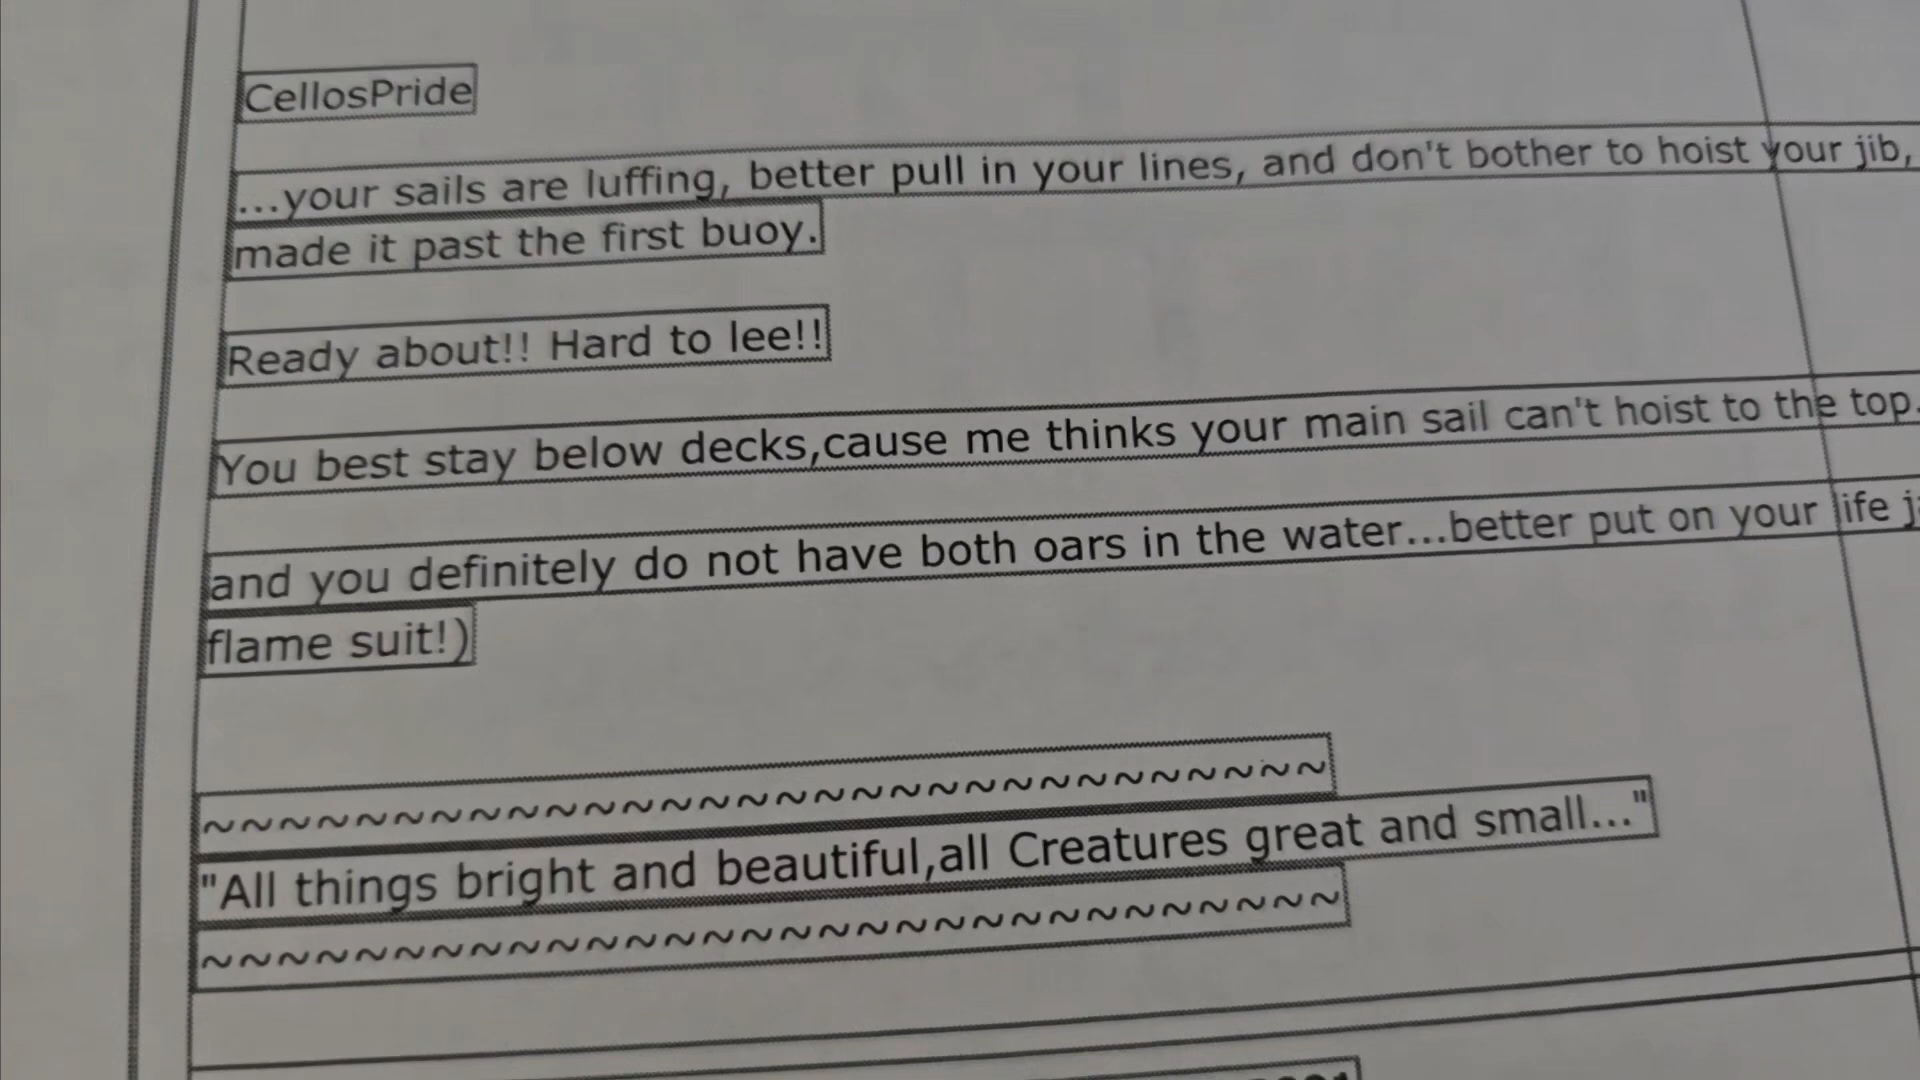 CellosPride
...your sails are luffing, better pull in your lines, and don't bother to hoist your jib,
made it past the first buoy.
Ready about!! Hard to lee!!
You best stay below decks,cause me thinks your main sail can't hoist to the top.
and you definitely do not have both oars in the water...better put on your life
flame suit!)
~~~~~~~~~~~~~~~~~~~~~~~~~~~~~~
"All things bright and beautiful,all Creatures great and small..."
~~~~~~~~~~~~~~~~~~~~~~~~~~~~~~